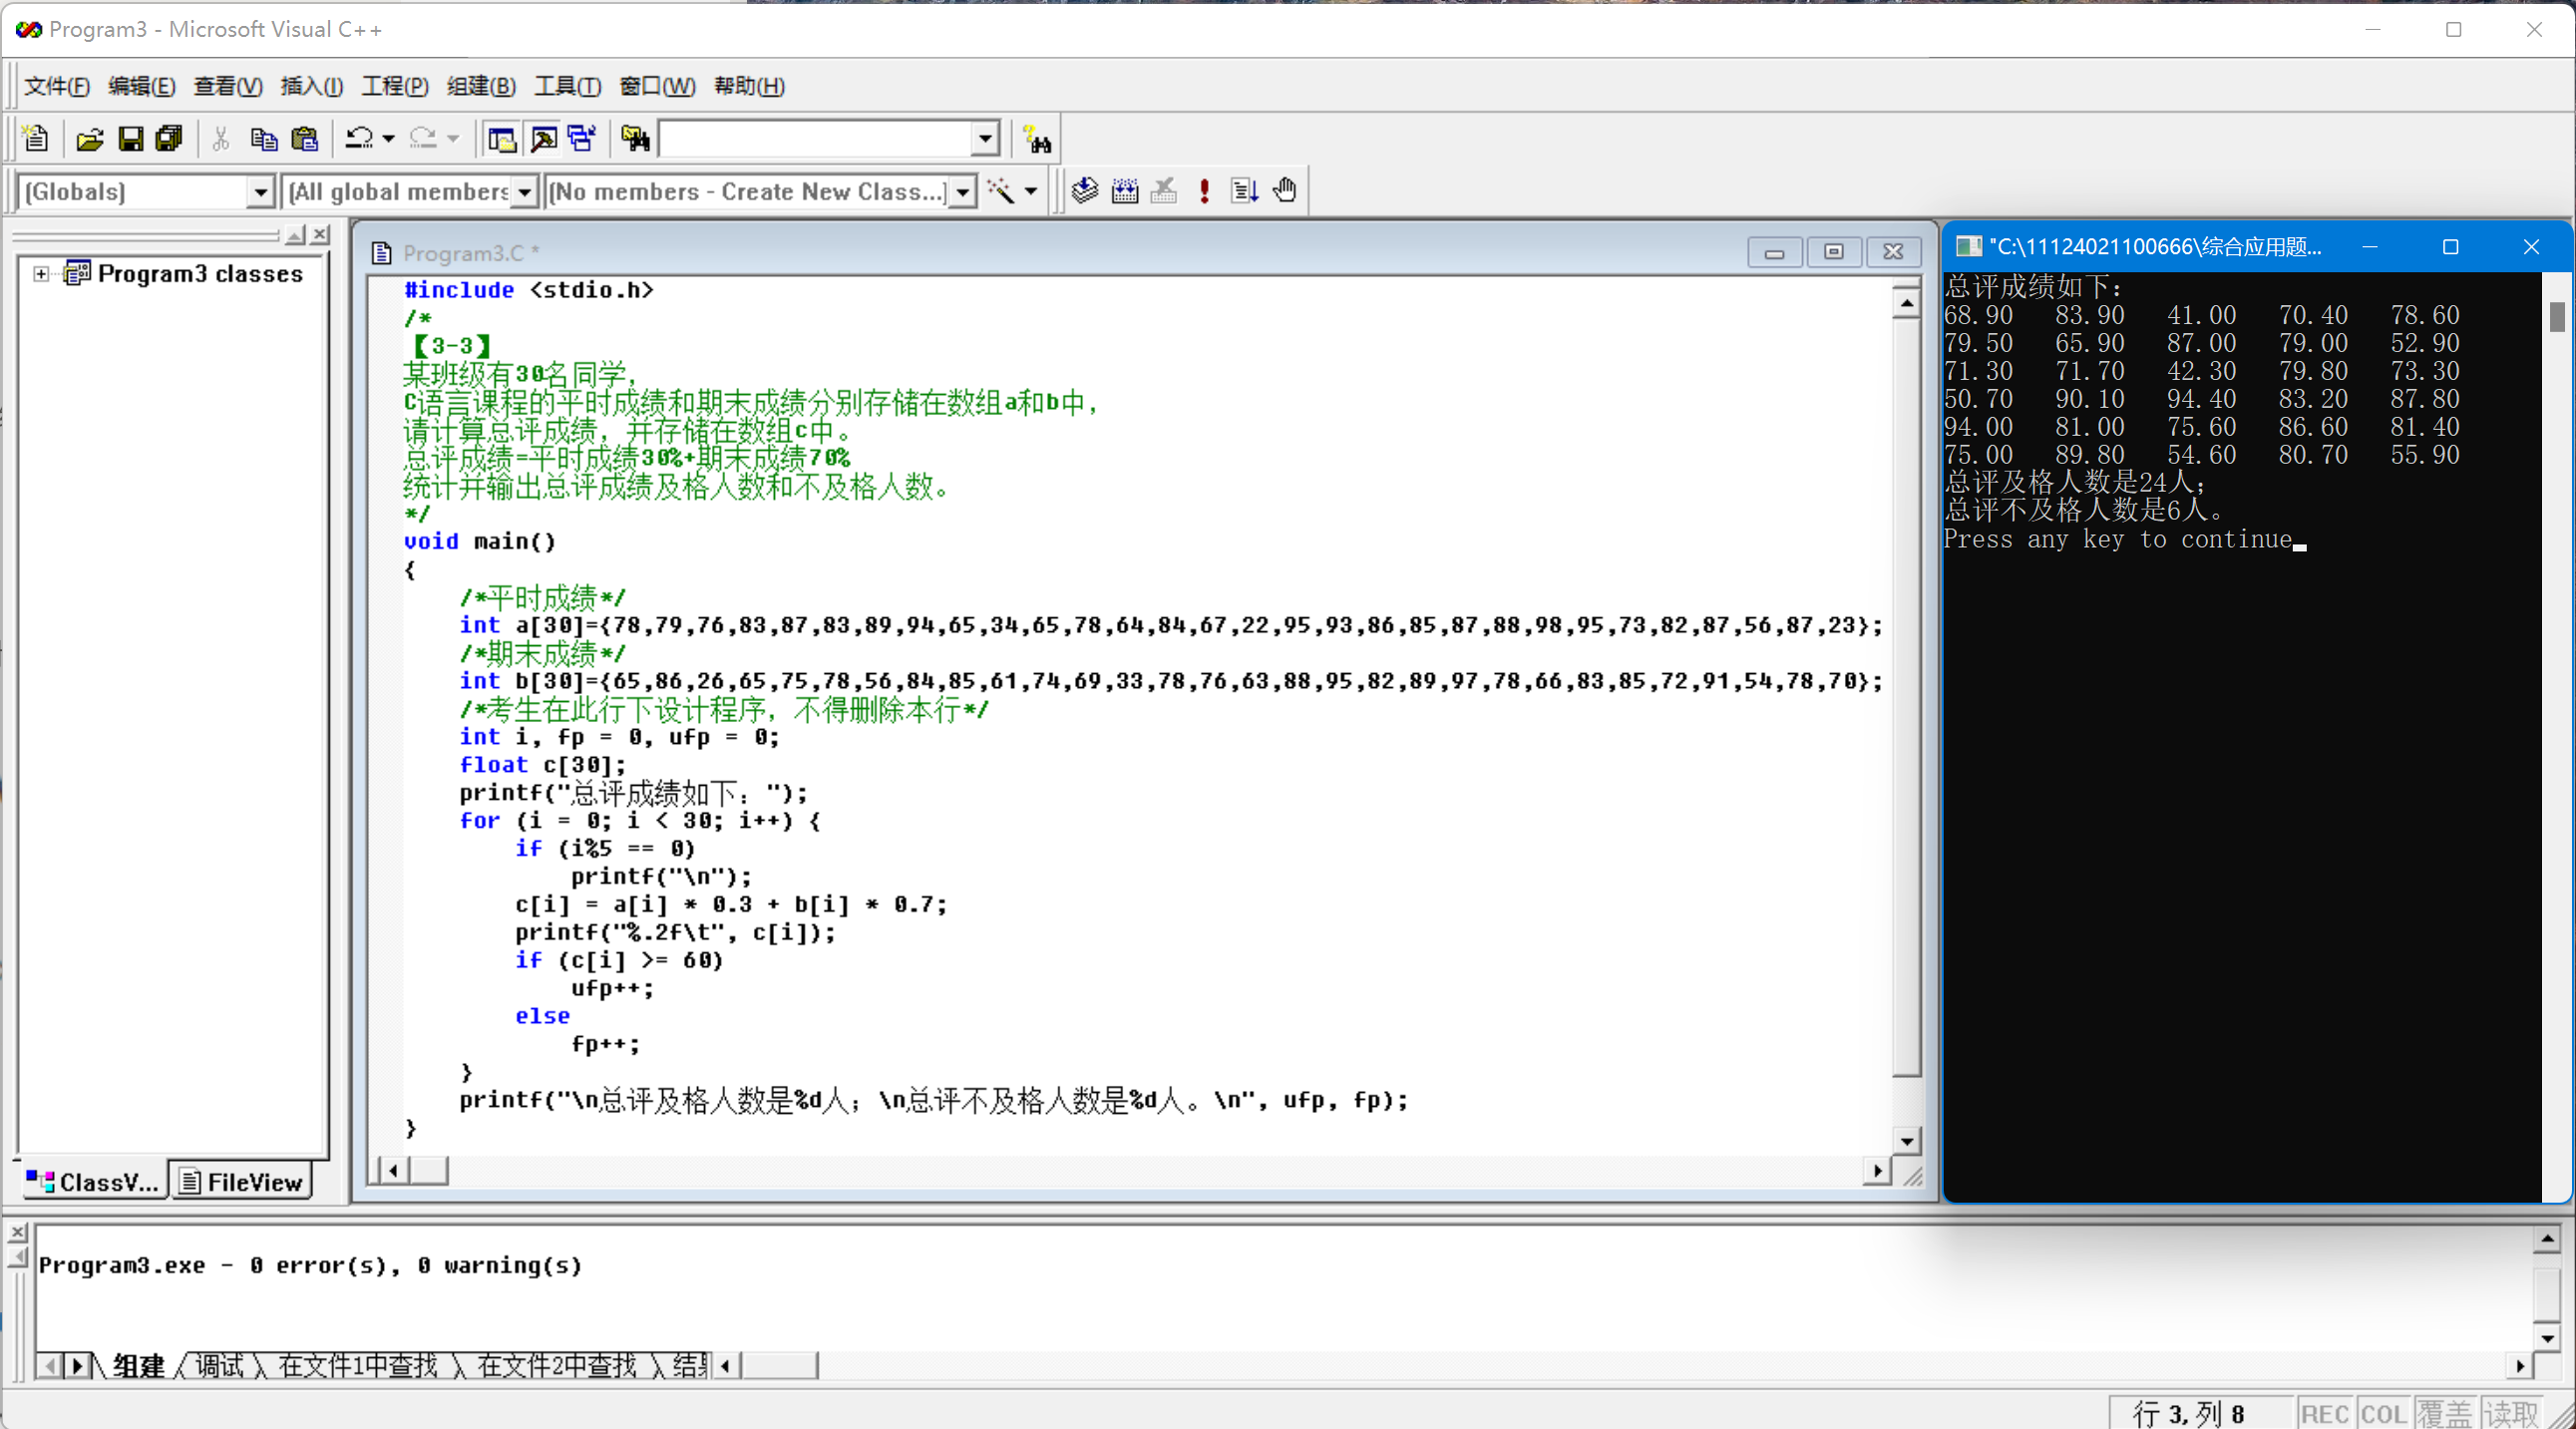 Program3 - Microsoft Visual C++
文件(F) 编辑(E) 查看(V) 插入(I) 工程(P) 组建(B) 工具(T) 窗口(W) 帮助(H)
(Globals) (All global members (No members - Create New Class...)
Program3 classes
ClassV... FileView
Program3.C *
#include <stdio.h>
/*
【3-3】
某班级有30名同学，
C语言课程的平时成绩和期末成绩分别存储在数组a和b中，
请计算总评成绩，并存储在数组c中。
总评成绩=平时成绩30%+期末成绩70%
统计并输出总评成绩及格人数和不及格人数。
*/
void main()
{
/*平时成绩*/
int a[30]={78,79,76,83,87,83,89,94,65,34,65,78,64,84,67,22,95,93,86,85,87,88,98,95,73,82,87,56,87,23};
/*期末成绩*/
int b[30]={65,86,26,65,75,78,56,84,85,61,74,69,33,78,76,63,88,95,82,89,97,78,66,83,85,72,91,54,78,70};
/*考生在此行下设计程序，不得删除本行*/
int i, fp = 0, ufp = 0;
float c[30];
printf("总评成绩如下：");
for (i = 0; i < 30; i++) {
if (i%5 == 0)
printf("\n");
c[i] = a[i] * 0.3 + b[i] * 0.7;
printf("%.2f\t", c[i]);
if (c[i] >= 60)
ufp++;
else
fp++;
}
printf("\n总评及格人数是%d人；\n总评不及格人数是%d人。\n", ufp, fp);
}
"C:\11124021100666\综合应用题...
总评成绩如下：
68.90 83.90 41.00 70.40 78.60
79.50 65.90 87.00 79.00 52.90
71.30 71.70 42.30 79.80 73.30
50.70 90.10 94.40 83.20 87.80
94.00 81.00 75.60 86.60 81.40
75.00 89.80 54.60 80.70 55.90
总评及格人数是24人；
总评不及格人数是6人。
Press any key to continue
Program3.exe - 0 error(s), 0 warning(s)
组建 调试 在文件1中查找 在文件2中查找 结
行 3, 列 8 REC COL 覆盖 读取